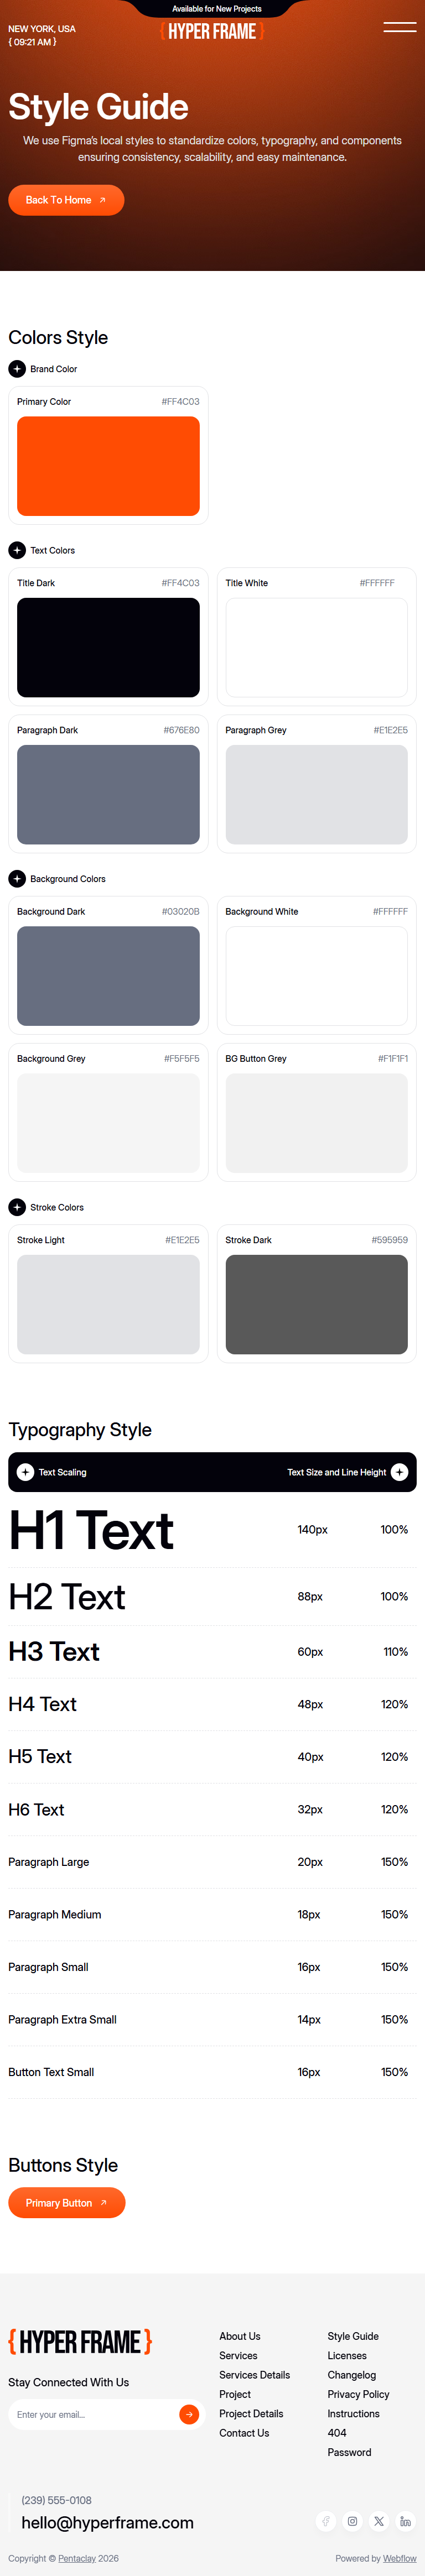 Available for New Projects
NEW YORK, USA
{ 09:21 AM }
{ HYPER FRAME }
Style Guide
We use Figma's local styles to standardize colors, typography, and components
ensuring consistency, scalability, and easy maintenance.
Back To Home
Colors Style
Brand Color
Primary Color #FF4C03
Text Colors
Title Dark #FF4C03
Title White #FFFFFF
Paragraph Dark #676E80
Paragraph Grey #E1E2E5
Background Colors
Background Dark #03020B
Background White #FFFFFF
Background Grey #F5F5F5
BG Button Grey #F1F1F1
Stroke Colors
Stroke Light #E1E2E5
Stroke Dark #595959
Typography Style
Text Scaling
Text Size and Line Height
H1 Text 140px 100%
H2 Text 88px 100%
H3 Text 60px 110%
H4 Text 48px 120%
H5 Text 40px 120%
H6 Text 32px 120%
Paragraph Large 20px 150%
Paragraph Medium 18px 150%
Paragraph Small 16px 150%
Paragraph Extra Small 14px 150%
Button Text Small 16px 150%
Buttons Style
Primary Button
{ HYPER FRAME }
Stay Connected With Us
Enter your email...
About Us
Services
Services Details
Project
Project Details
Contact Us
Style Guide
Licenses
Changelog
Privacy Policy
Instructions
404
Password
(239) 555-0108
hello@hyperframe.com
Copyright © Pentaclay 2026
Powered by Webflow